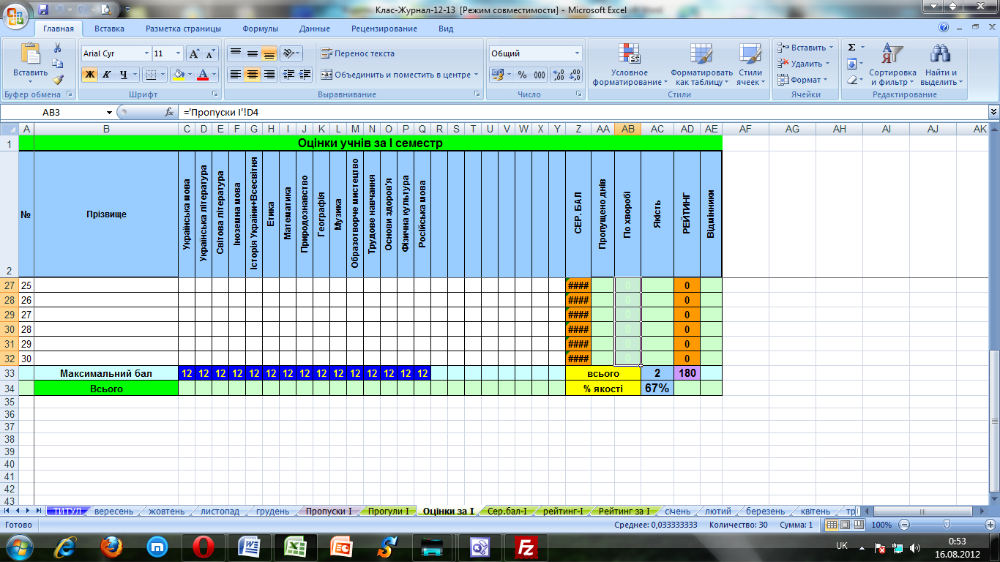 Клас-Журнал-12-13 [Режим совместимости] - Microsoft Excel
Главная Вставка Разметка страницы Формулы Данные Рецензирование Вид
Вставить
Буфер обмена
Arial Cyr 11
Ж К Ч
Шрифт
Перенос текста
Объединить и поместить в центре
Выравнивание
Общий
% 000
Число
Условное форматирование
Форматировать как таблицу
Стили ячеек
Стили
Вставить
Удалить
Формат
Ячейки
Сортировка и фильтр
Найти и выделить
Редактирование
AB3 fx ='Пропуски I'!D4
A B C D E F G H I J K L M N O P Q R S T U V W X Y Z AA AB AC AD AE AF AG AH AI AJ AK
1 Оцінки учнів за І семестр
2 № Прізвище Українська мова Українська література Світова література Іноземна мова Історія України+Всесвітня Етика Математика Природознавство Географія Музика Образотворче мистецтво Трудове навчання Основи здоров'я Фізична культура Російська мова СЕР. БАЛ Пропущено днів По хворобі Якість РЕЙТИНГ Відмінники
27 25 #### 0 0
28 26 #### 0 0
29 27 #### 0 0
30 28 #### 0 0
31 29 #### 0 0
32 30 #### 0 0
33 Максимальний бал 12 12 12 12 12 12 12 12 12 12 12 12 12 12 12 всього 2 180
34 Всього % якості 67%
35
36
37
38
39
40
41
42
43
ТИТУЛ вересень жовтень листопад грудень Пропуски I Прогули I Оцінки за I Сер.бал-I рейтинг-I Рейтинг за I січень лютий березень квітень
Готово Среднее: 0,033333333 Количество: 30 Сумма: 1 100%
UK 0:53
16.08.2012